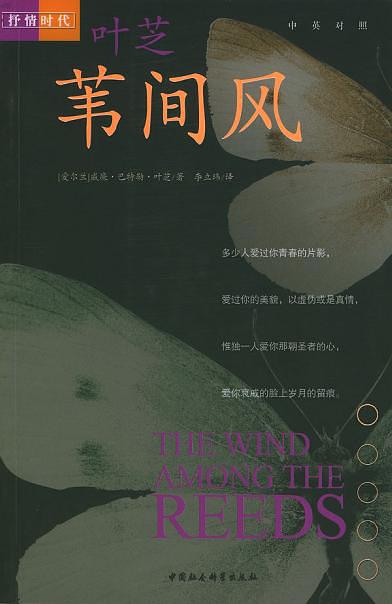 抒情时代
中英对照
叶芝
苇间风
[爱尔兰]威廉·巴特勒·叶芝/著 李立玮/译
多少人爱过你青春的片影,
爱过你的美貌,以虚伪或是真情,
惟独一人爱你那朝圣者的心,
爱你哀戚的脸上岁月的留痕。
THE WIND
AMONG THE
REEDS
中国社会科学出版社